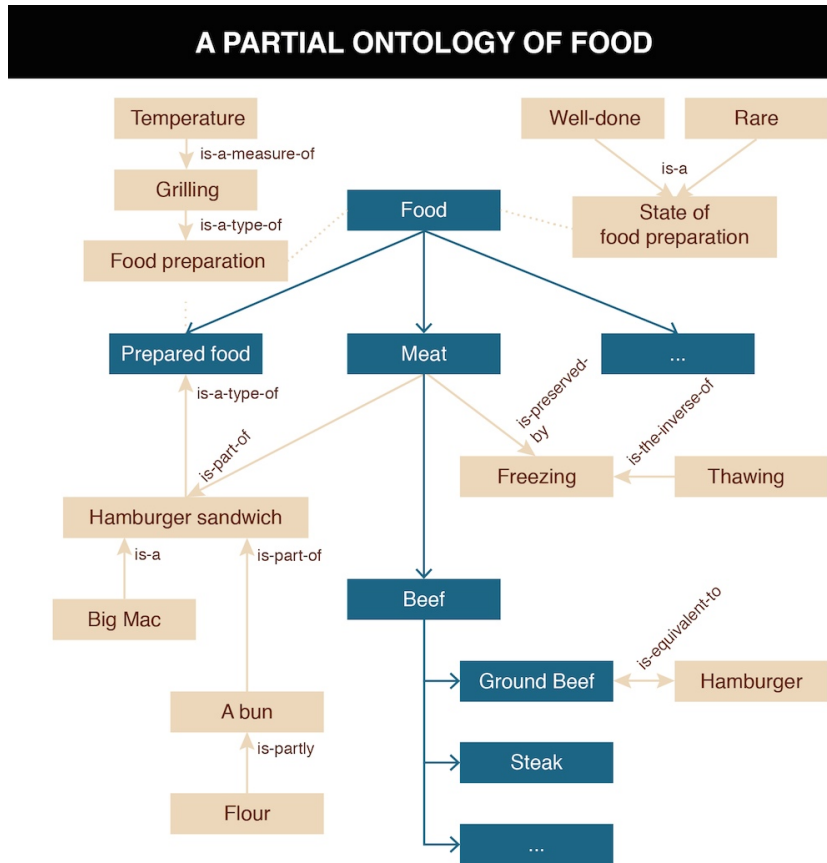 A PARTIAL ONTOLOGY OF FOOD
Temperature
is-a-measure-of
Grilling
is-a-type-of
Food preparation
Well-done
Rare
is-a
State of
food preparation
Food
Prepared food
Meat
...
is-a-type-of
is-part-of
is-preserved-
by
is-the-inverse-of
Freezing
Thawing
Hamburger sandwich
is-a
is-part-of
Big Mac
Beef
is-equivalent-to
Ground Beef
Hamburger
A bun
is-partly
Steak
Flour
...